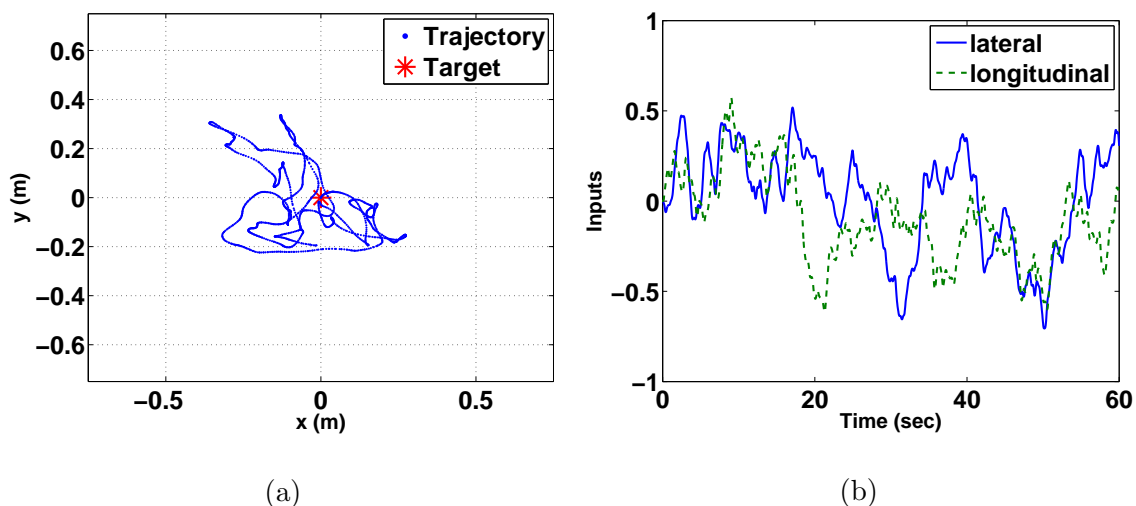 0.6
0.4
0.2
0
−0.2
−0.4
−0.6
y (m)
−0.5
0
0.5
x (m)
Trajectory
Target
(a)
1
0.5
0
−0.5
−1
Inputs
0
20
40
60
Time (sec)
lateral
longitudinal
(b)